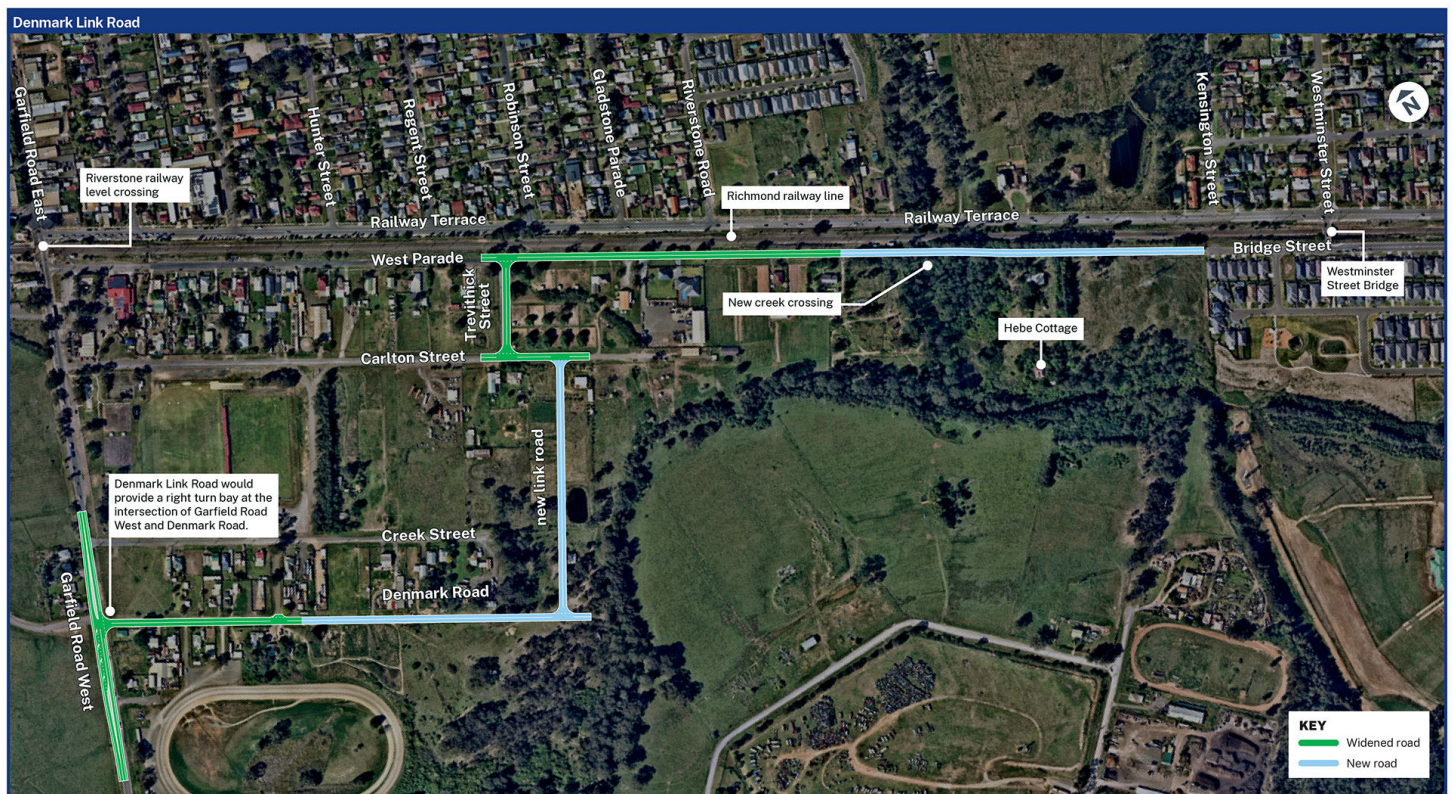 Denmark Link Road
Garfield Road East
Hunter Street
Regent Street
Robinson Street
Gladstone Parade
Riverstone Road
Kensington Street
Westminster Street
N
Riverstone railway
level crossing
Richmond railway line
Railway Terrace
Railway Terrace
West Parade
Bridge Street
Westminster
Street Bridge
Trevithick
Street
New creek crossing
Hebe Cottage
Carlton Street
new link road
Denmark Link Road would
provide a right turn bay at the
intersection of Garfield Road
West and Denmark Road.
Creek Street
Denmark Road
Garfield Road West
KEY
Widened road
New road